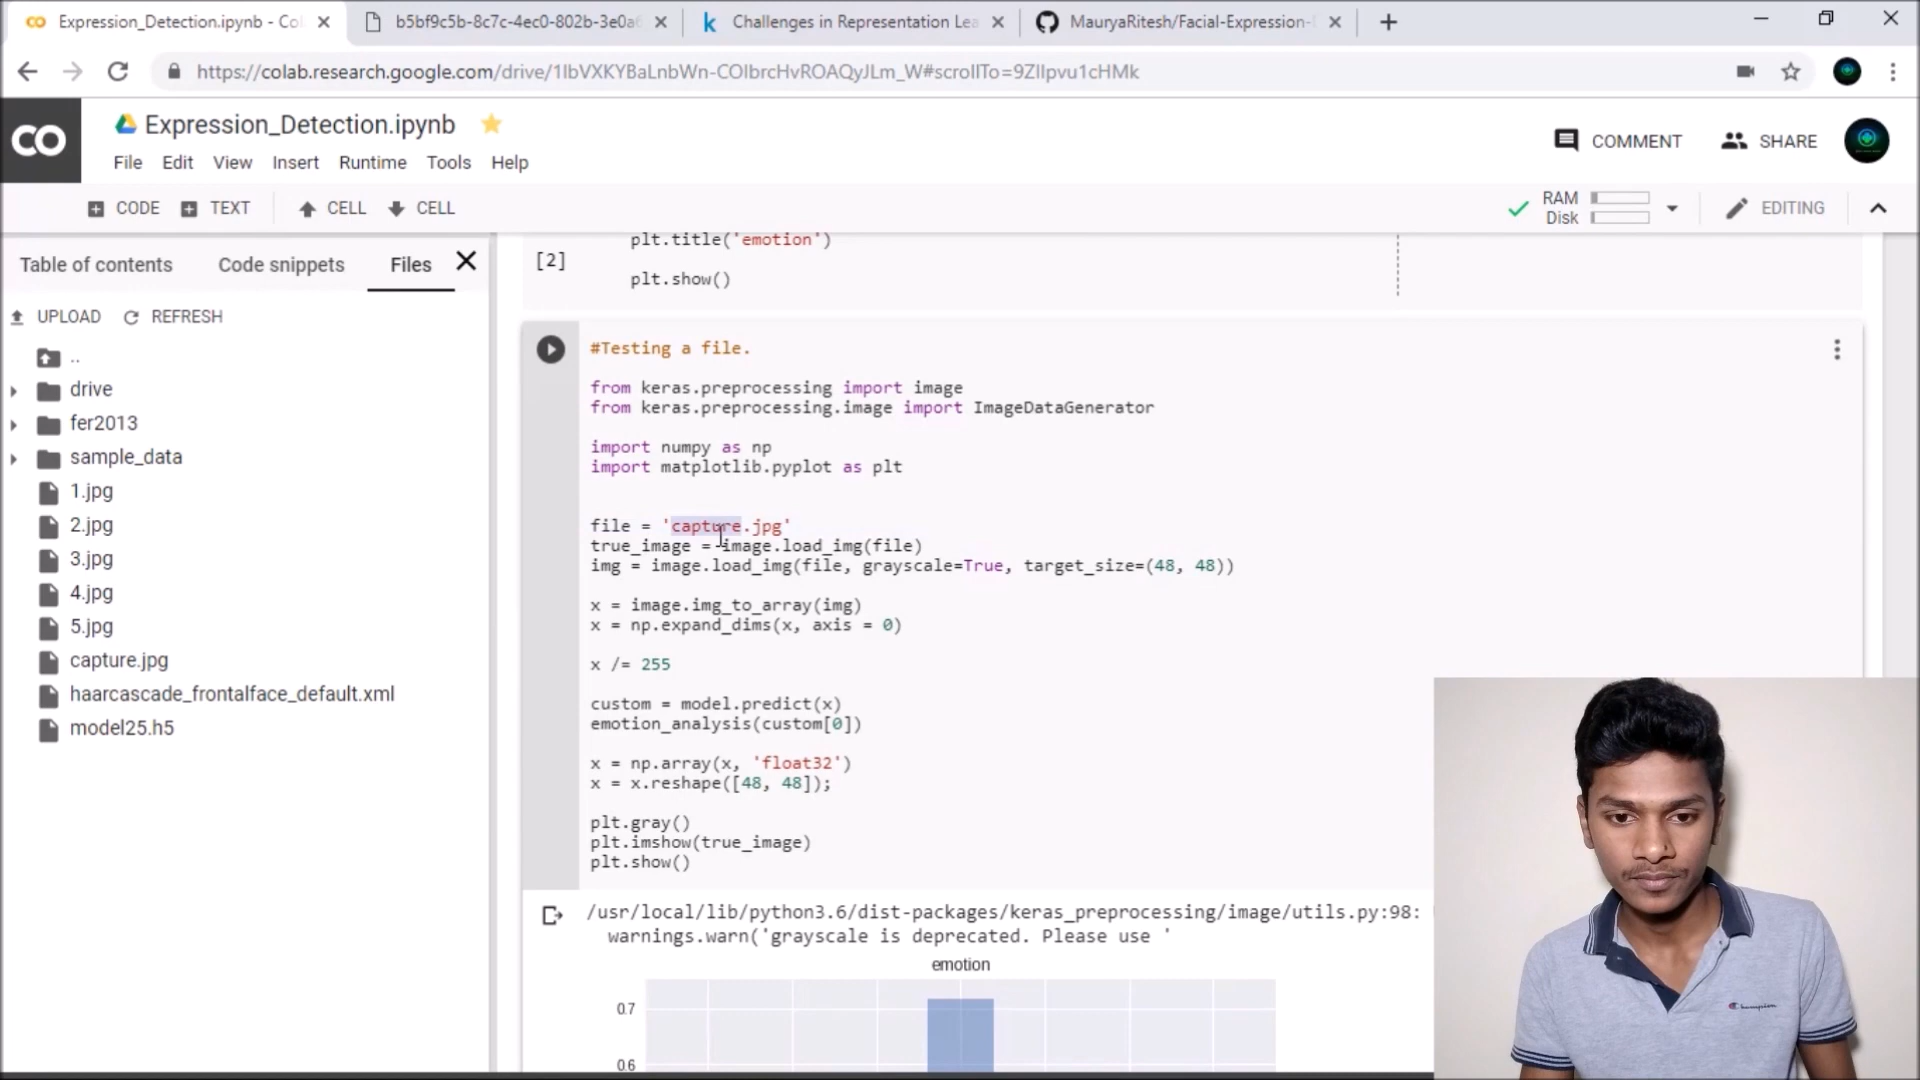 Expression_Detection.ipynb - Col
b5bf9c5b-8c7c-4ec0-802b-3e0a6
Challenges in Representation Lea
MauryaRitesh/Facial-Expression-D
https://colab.research.google.com/drive/1IbVXKYBaLnbWn-COIbrcHvROAQyJLm_W#scrollTo=9ZIIpvu1cHMk
CO
Expression_Detection.ipynb
COMMENT
SHARE
File Edit View Insert Runtime Tools Help
CODE TEXT CELL CELL
RAM
Disk
EDITING
Table of contents Code snippets Files
UPLOAD REFRESH
..
drive
fer2013
sample_data
1.jpg
2.jpg
3.jpg
4.jpg
5.jpg
capture.jpg
haarcascade_frontalface_default.xml
model25.h5
plt.title('emotion')
[2]
plt.show()
#Testing a file.
from keras.preprocessing import image
from keras.preprocessing.image import ImageDataGenerator
import numpy as np
import matplotlib.pyplot as plt
file = 'capture.jpg'
true_image = image.load_img(file)
img = image.load_img(file, grayscale=True, target_size=(48, 48))
x = image.img_to_array(img)
x = np.expand_dims(x, axis = 0)
x /= 255
custom = model.predict(x)
emotion_analysis(custom[0])
x = np.array(x, 'float32')
x = x.reshape([48, 48]);
plt.gray()
plt.imshow(true_image)
plt.show()
/usr/local/lib/python3.6/dist-packages/keras_preprocessing/image/utils.py:98:
warnings.warn('grayscale is deprecated. Please use '
emotion
0.7
0.6
Champion